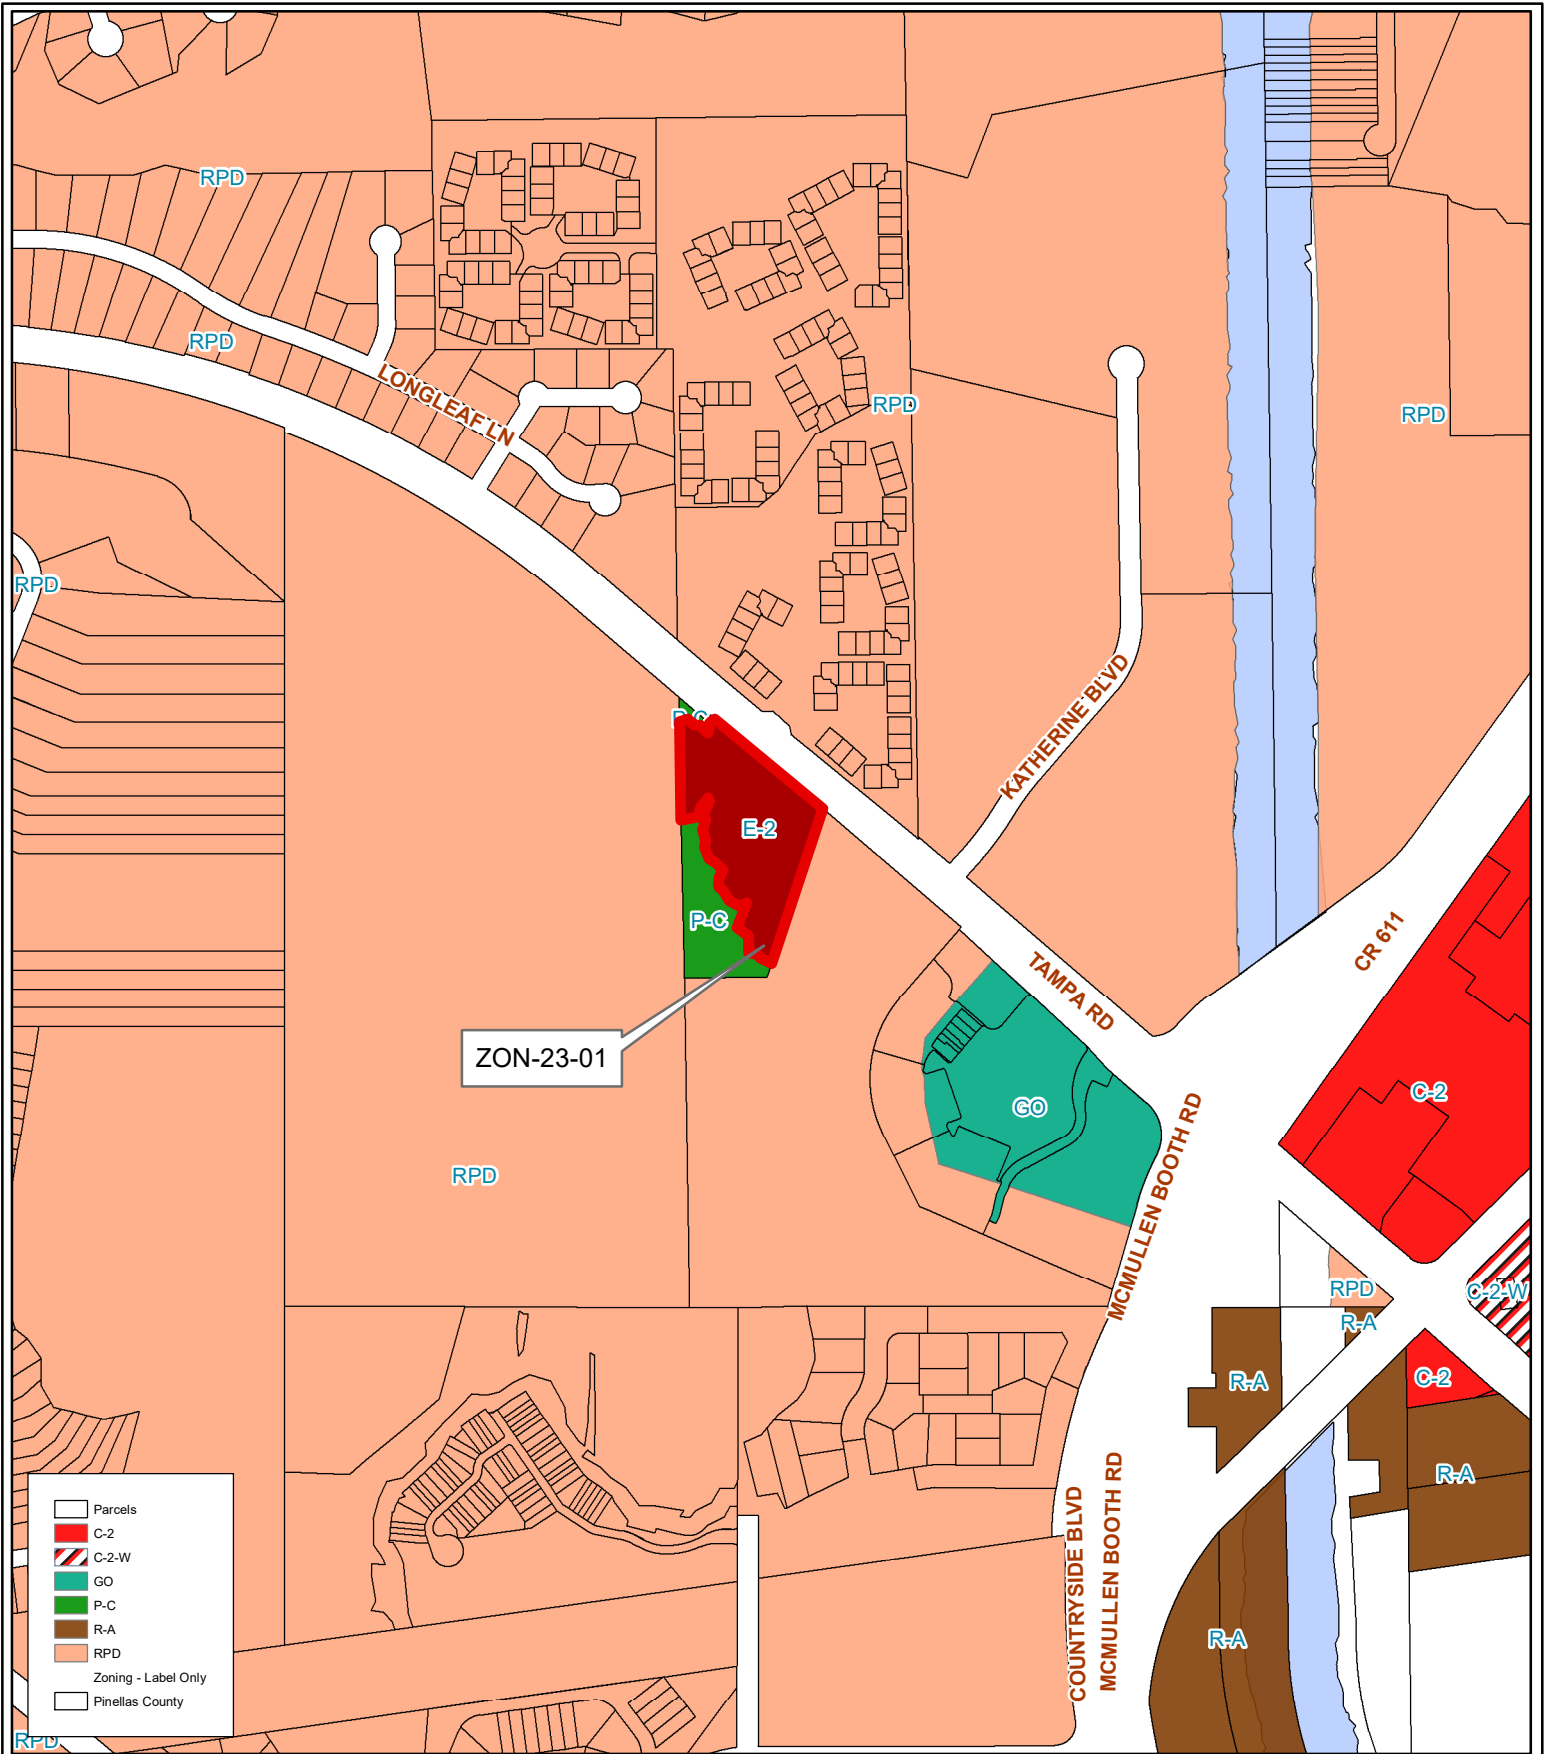 RPD
RPD
LONGLEAF LN
RPD
RPD
RPD
KATHERINE BLVD
P-C
E-2
P-C
CR 611
TAMPA RD
ZON-23-01
GO
C-2
MCMULLEN BOOTH RD
RPD
RPD
C-2-W
R-A
R-A
C-2
R-A
COUNTRYSIDE BLVD
MCMULLEN BOOTH RD
R-A
Parcels
C-2
C-2-W
GO
P-C
R-A
RPD
Zoning - Label Only
Pinellas County
RPD